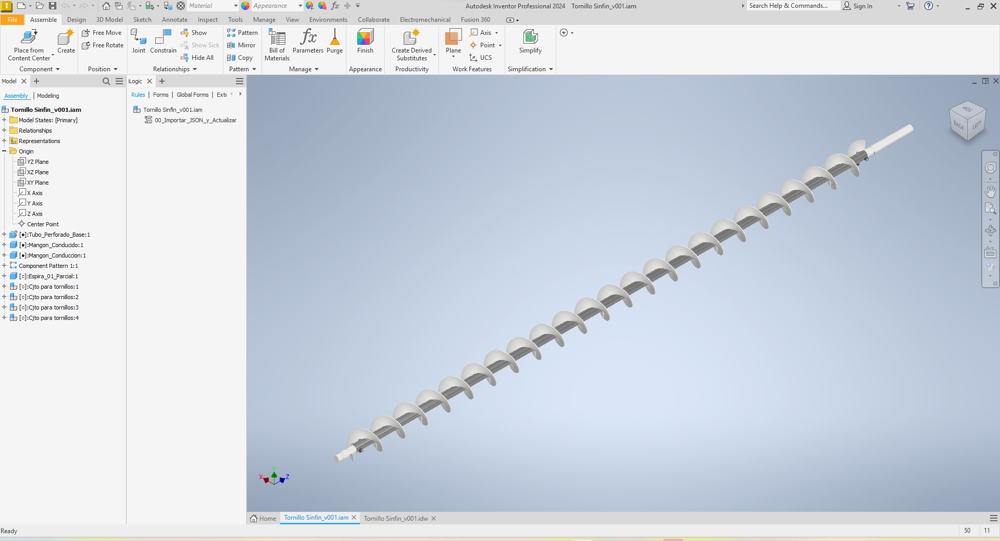 Material
Appearance
Autodesk Inventor Professional 2024 Tornillo Sinfin_v001.iam
Search Help & Commands...
Sign In
File
Assemble
Design
3D Model
Sketch
Annotate
Inspect
Tools
Manage
View
Environments
Collaborate
Electromechanical
Fusion 360
Place from
Content Center
Create
Component
Free Move
Free Rotate
Position
Joint
Constrain
Show
Show Sick
Hide All
Relationships
Pattern
Mirror
Copy
Pattern
Bill of
Materials
Parameters
Purge
Manage
Finish
Appearance
Create Derived
Substitutes
Productivity
Plane
Axis
Point
UCS
Work Features
Simplify
Simplification
Model
Assembly | Modeling
Tornillo Sinfin_v001.iam
Model States: [Primary]
Relationships
Representations
Origin
YZ Plane
XZ Plane
XY Plane
X Axis
Y Axis
Z Axis
Center Point
[●]:Tubo_Perforado_Base:1
[●]:Mangon_Conducido:1
[●]:Mangon_Conduccion:1
Component Pattern 1:1
[○]:Espira_01_Parcial:1
[○]:Cjto para tornillos:1
[○]:Cjto para tornillos:2
[○]:Cjto para tornillos:3
[○]:Cjto para tornillos:4
iLogic
Rules | Forms | Global Forms | Exte
Tornillo Sinfin_v001.iam
00_Importar_JSON_y_Actualizar
TOP
BACK
LEFT
X
Y
Z
Home
Tornillo Sinfin_v001.iam
Tornillo Sinfin_v001.idw
Ready
50
11